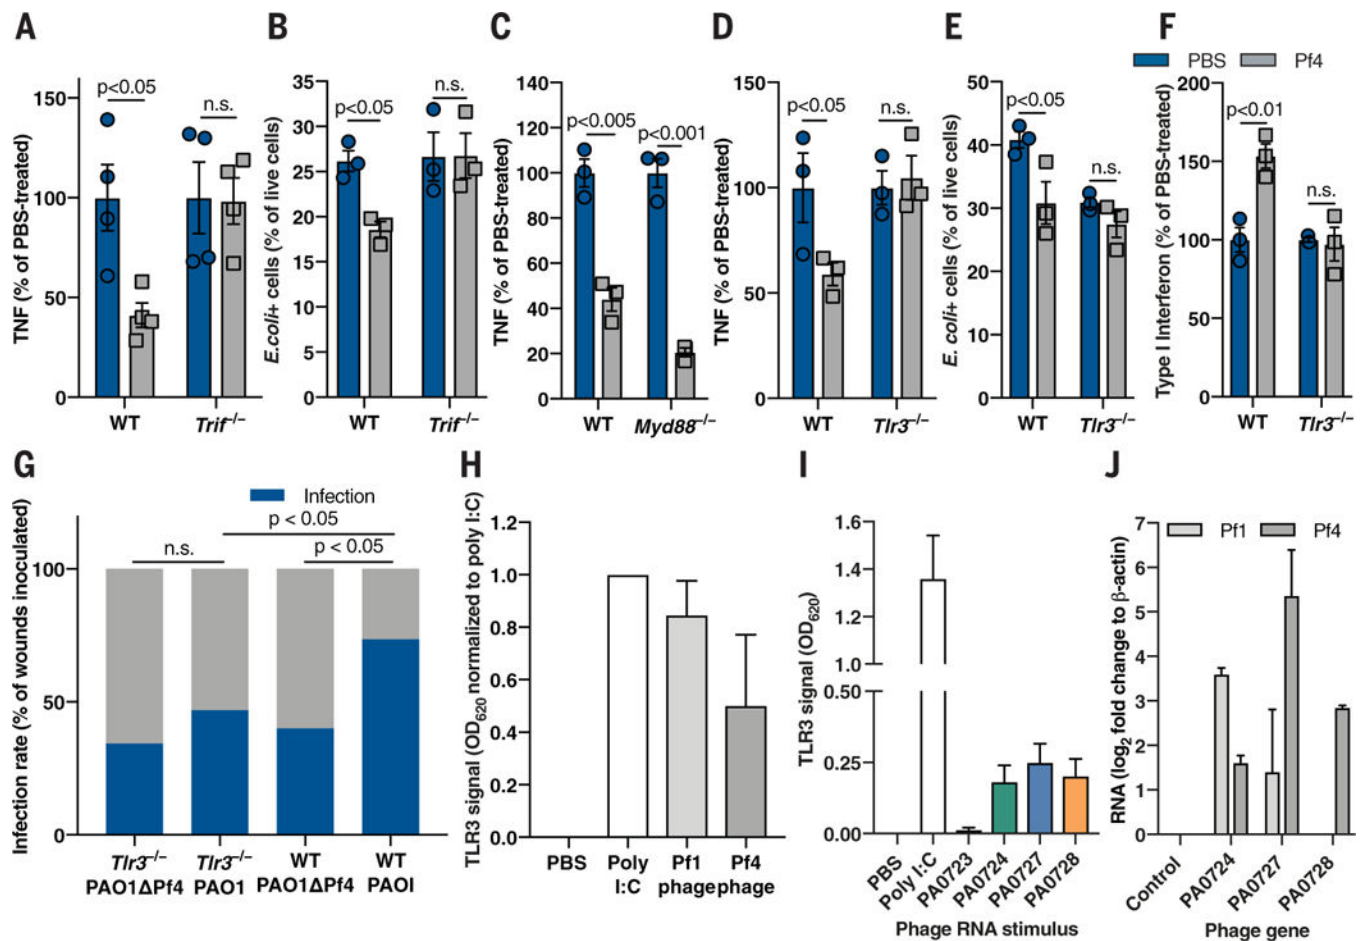 A
TNF (% of PBS-treated)
150
100
50
0
p<0.05
n.s.
WT
Trif–/–
B
E.coli+ cells (% of live cells)
35
30
25
20
15
10
5
0
p<0.05
n.s.
WT
Trif–/–
C
TNF (% of PBS-treated)
140
120
100
80
60
40
20
0
p<0.005
p<0.001
WT
Myd88–/–
D
TNF (% of PBS-treated)
150
100
50
0
p<0.05
n.s.
WT
Tlr3–/–
E
E. coli+ cells (% of live cells)
50
40
30
20
10
0
p<0.05
n.s.
WT
Tlr3–/–
F
PBS
Pf4
Type I Interferon (% of PBS-treated)
200
150
100
50
0
p<0.01
n.s.
WT
Tlr3–/–
G
Infection
Infection rate (% of wounds inoculated)
100
50
0
n.s.
p < 0.05
p < 0.05
Tlr3–/–
PAO1ΔPf4
Tlr3–/–
PAO1
WT
PAO1ΔPf4
WT
PAOI
H
TLR3 signal (OD620 normalized to poly I:C)
1.2
1.0
0.8
0.6
0.4
0.2
0.0
PBS
Poly
I:C
Pf1
phage
Pf4
phage
I
TLR3 signal (OD620)
1.6
1.4
1.2
1.0
0.50
0.25
0.00
PBS
Poly I:C
PA0723
PA0724
PA0727
PA0728
Phage RNA stimulus
J
Pf1
Pf4
RNA (log2 fold change to β-actin)
7
6
5
4
3
2
1
0
Control
PA0724
PA0727
PA0728
Phage gene